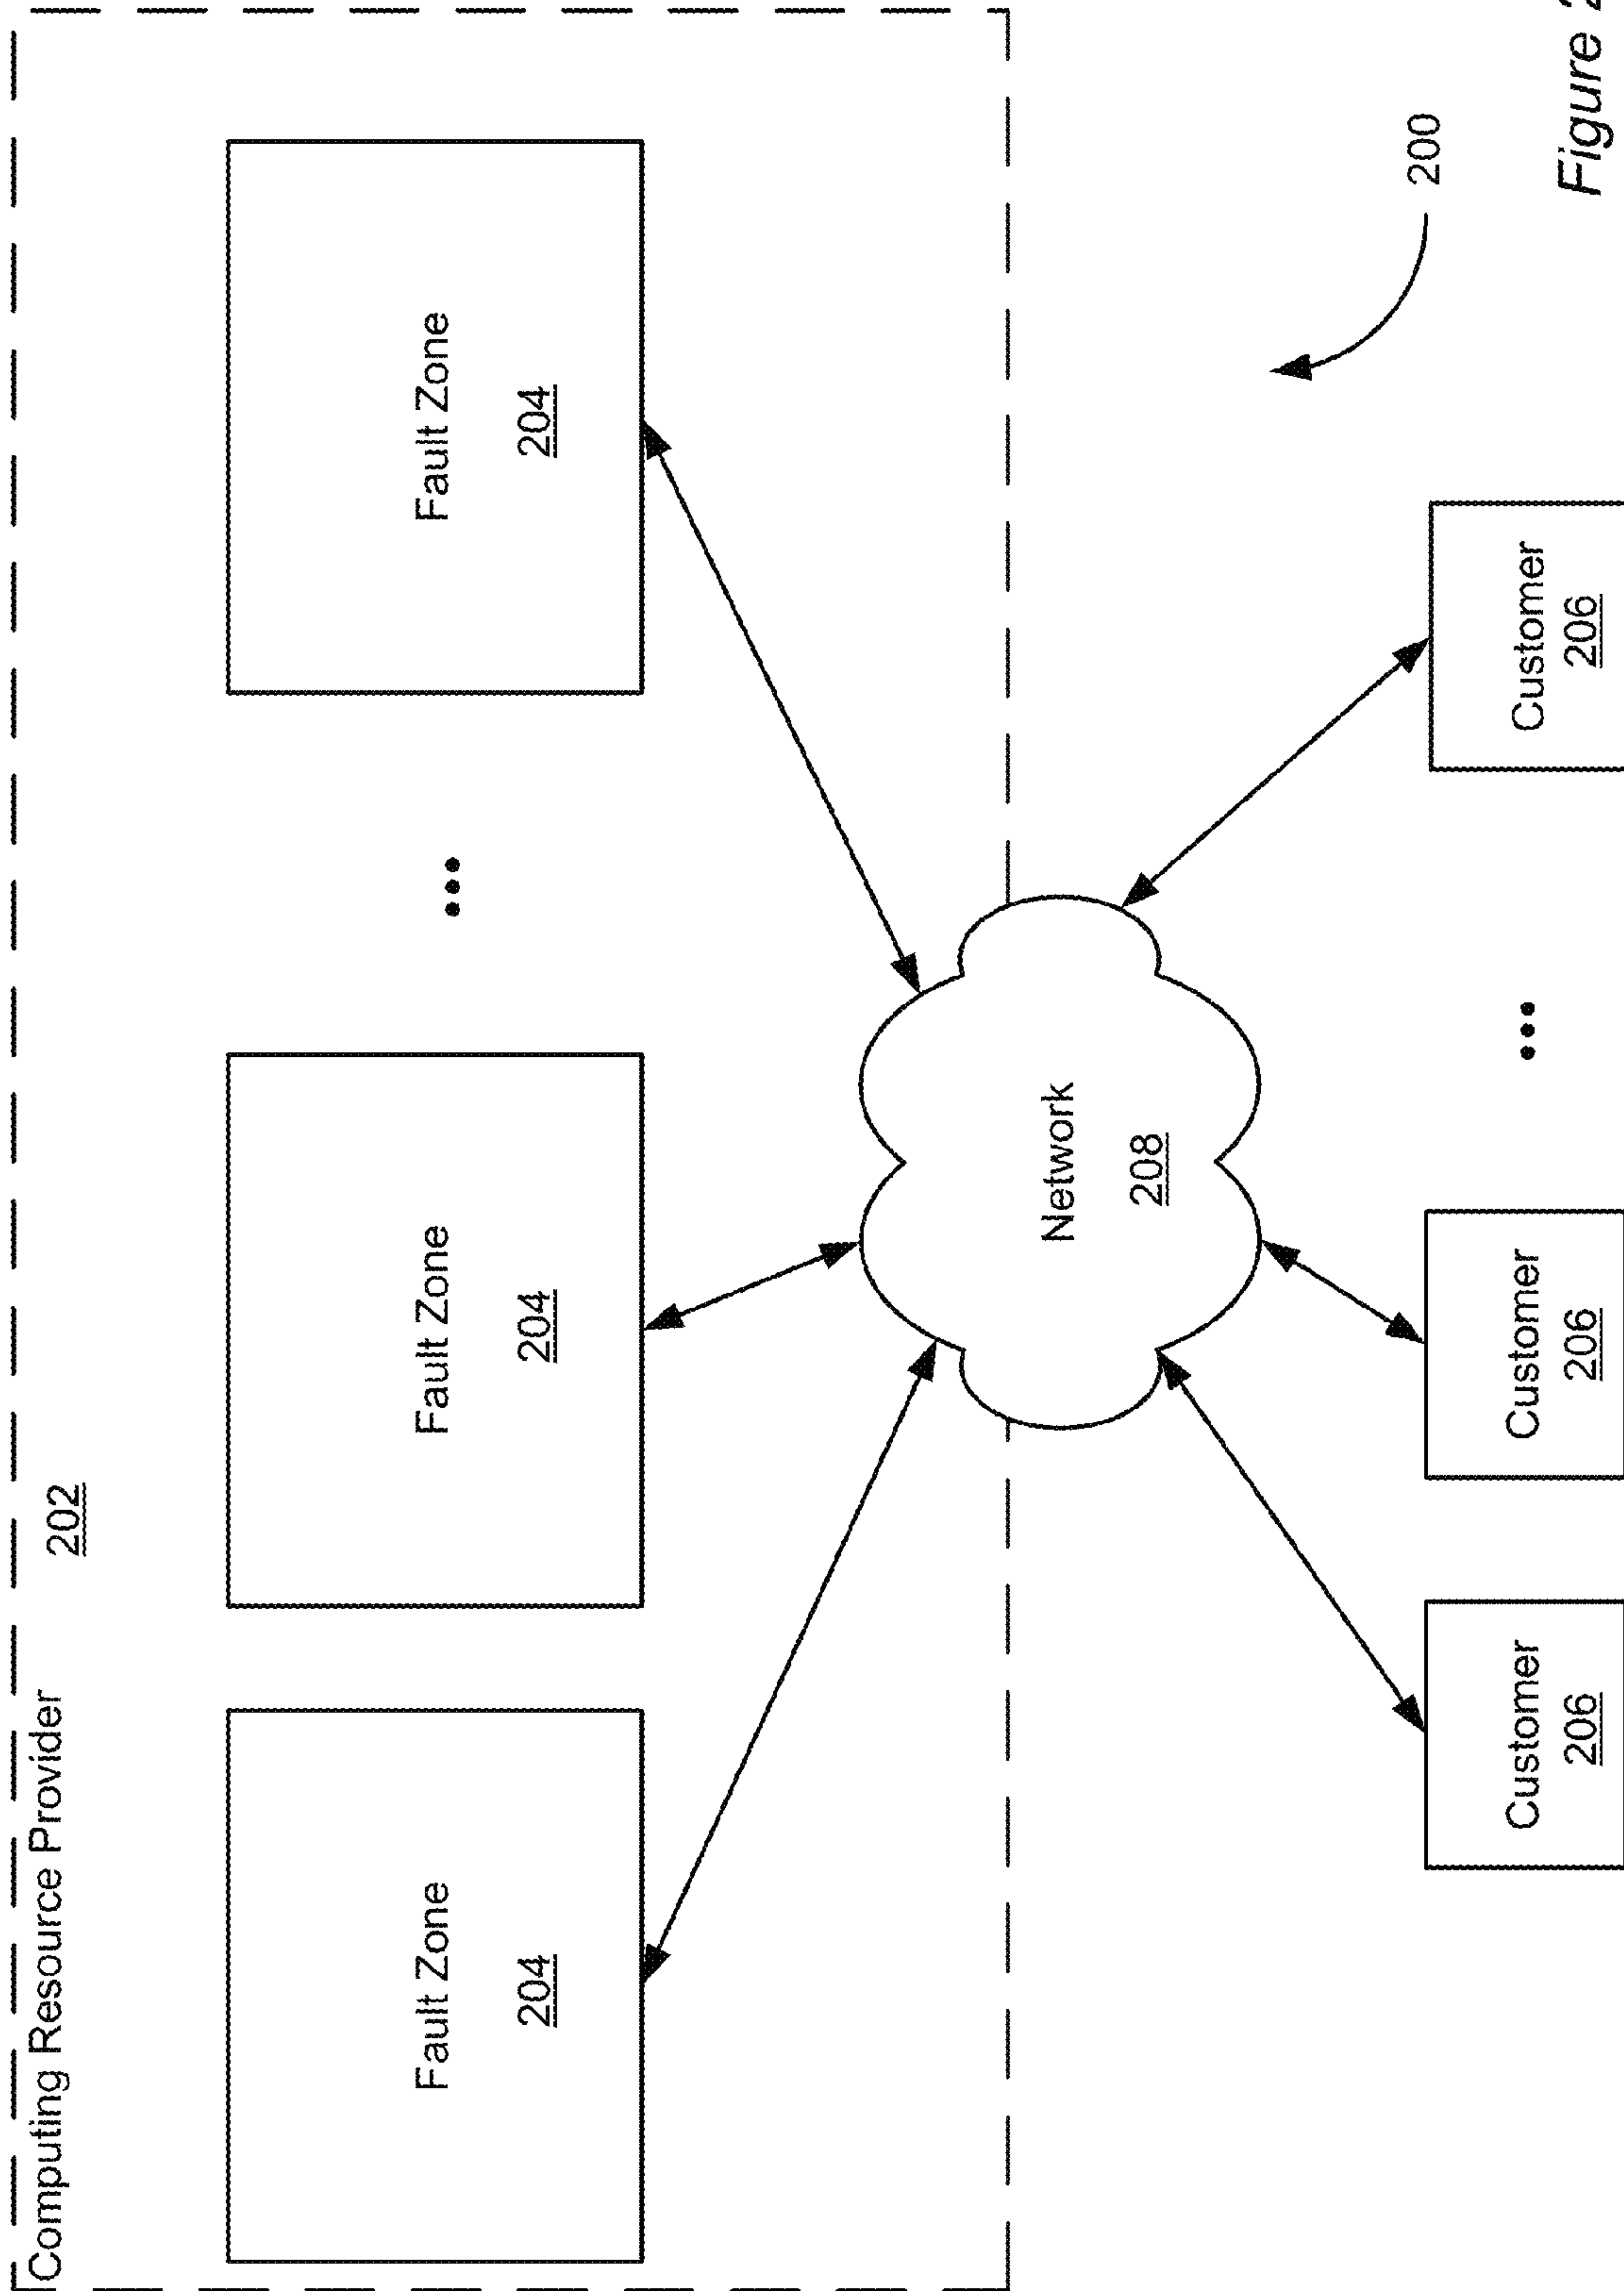 Computing Resource Provider
202
Fault Zone
204
Fault Zone
204
...
Fault Zone
204
Network
208
Customer
206
Customer
206
...
Customer
206
200
Figure 2